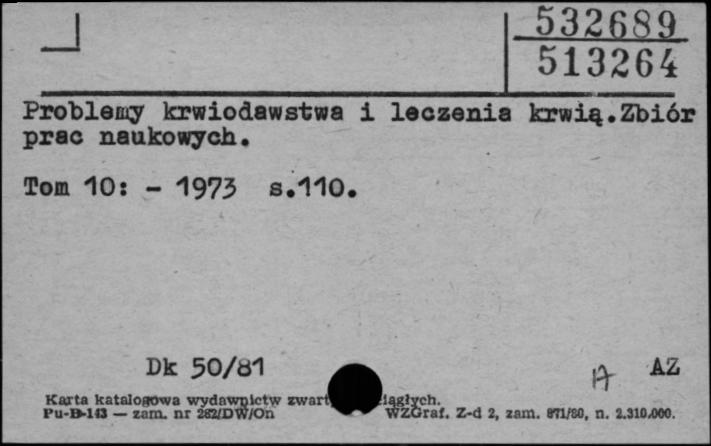 532689
513264
Problemy krwiodawstwa i leczenia krwią.Zbiór
prac naukowych.
Tom 10: - 1973 s.110.
Dk 50/81
AZ
Karta katalogowa wydawnictw
Pu-B-143 — zam. nr 282/DW/On WZGraf. Z-d 2, zam. 871/80, n. 2.310.000.